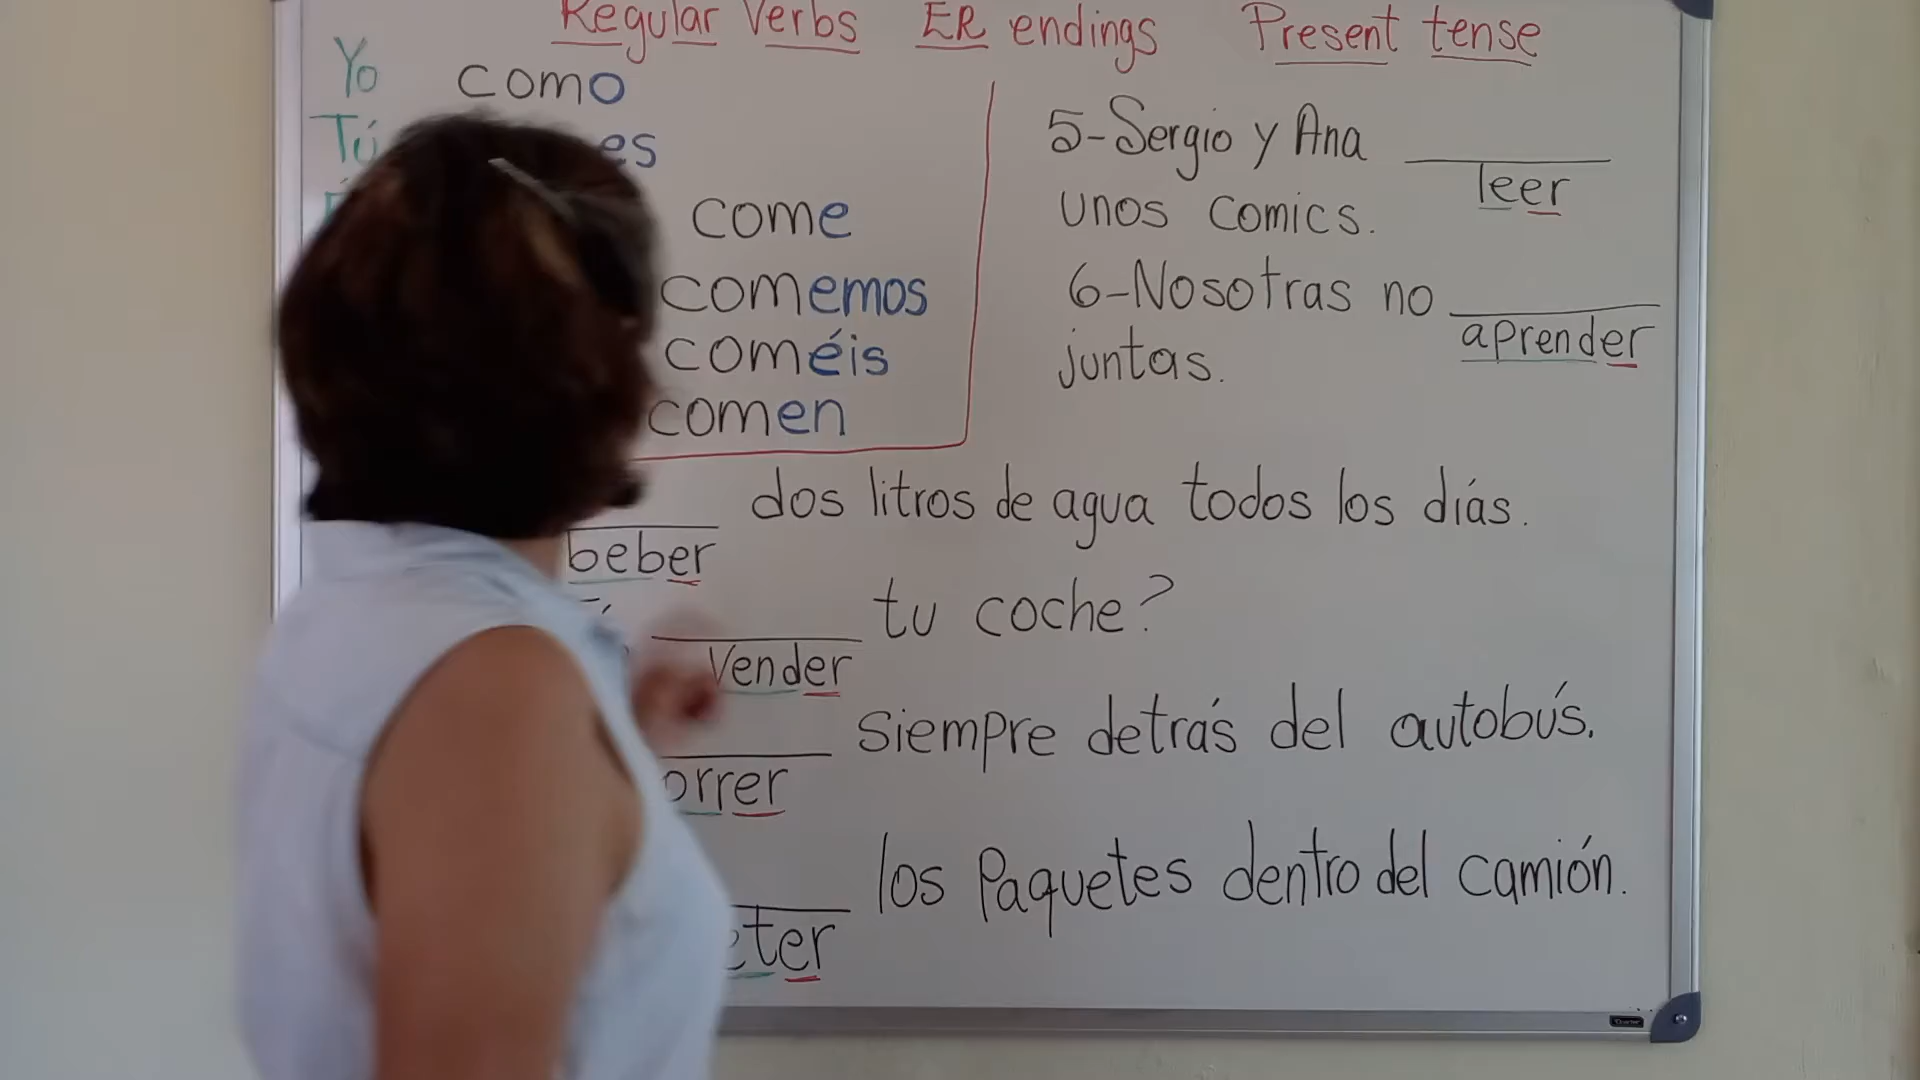 Regular Verbs ER endings Present tense
Yo como
Tú es
come
comemos
coméis
comen
5-Sergio y Ana
leer
unos comics.
6-Nosotras no
aprender
juntas.
dos litros de agua todos los días.
beber
tu coche?
vender
siempre detrás del autobús.
orrer
los paquetes dentro del camión.
eter